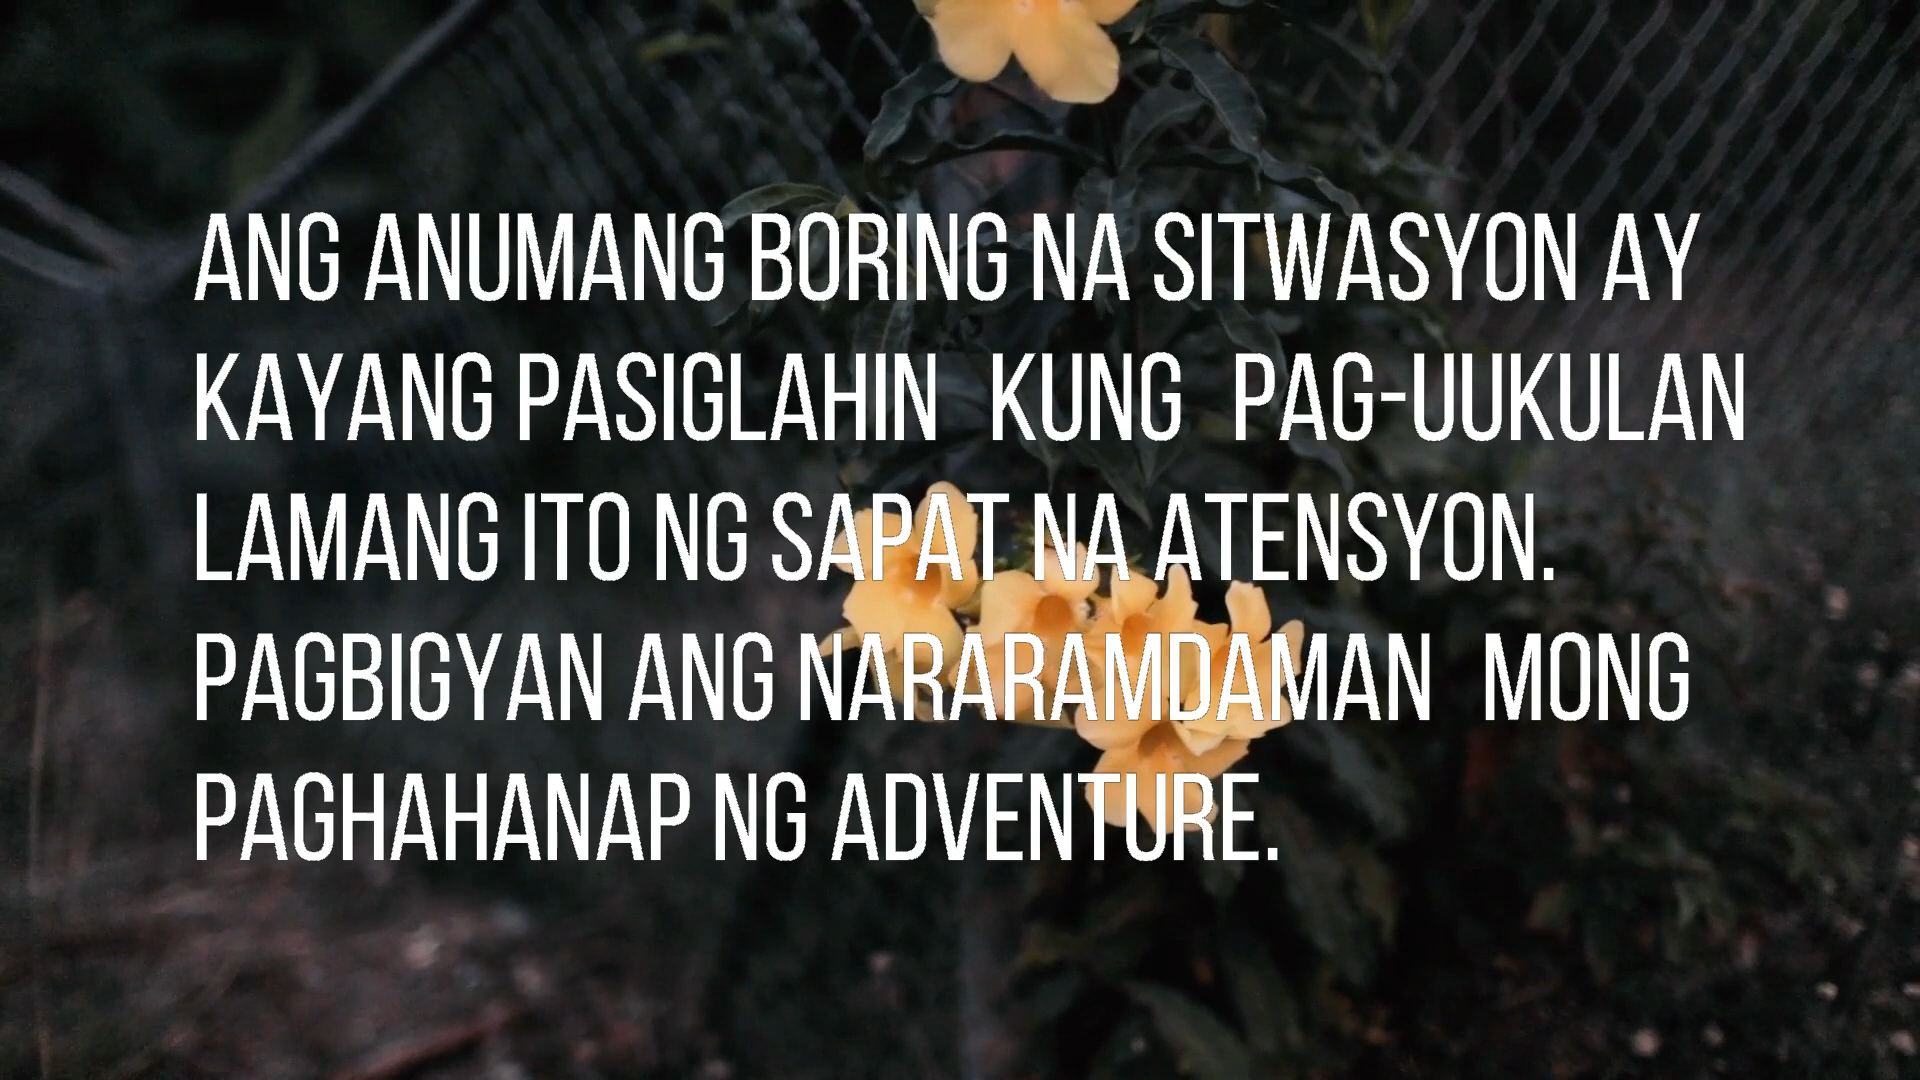 ANG ANUMANG BORING NA SITWASYON AY
KAYANG PASIGLAHIN KUNG PAG-UUKULAN
LAMANG ITO NG SAPAT NA ATENSYON.
PAGBIGYAN ANG NARARAMDAMAN MONG
PAGHAHANAP NG ADVENTURE.